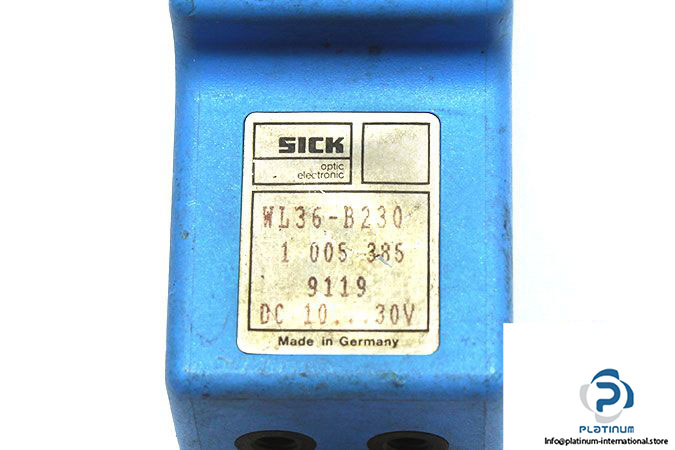 SICK
optic
electronic
WL36-B230
1 005 385
9119
DC 10...30V
Made in Germany
PLATINUM
Info@platinum-international.store